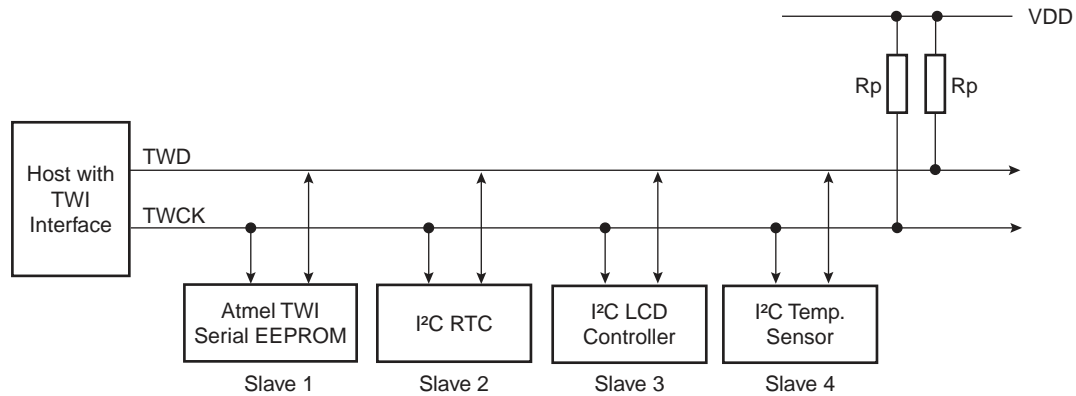 VDD
Rp
Rp
Host with
TWI
Interface
TWD
TWCK
Atmel TWI
Serial EEPROM
I²C RTC
I²C LCD
Controller
I²C Temp.
Sensor
Slave 1
Slave 2
Slave 3
Slave 4